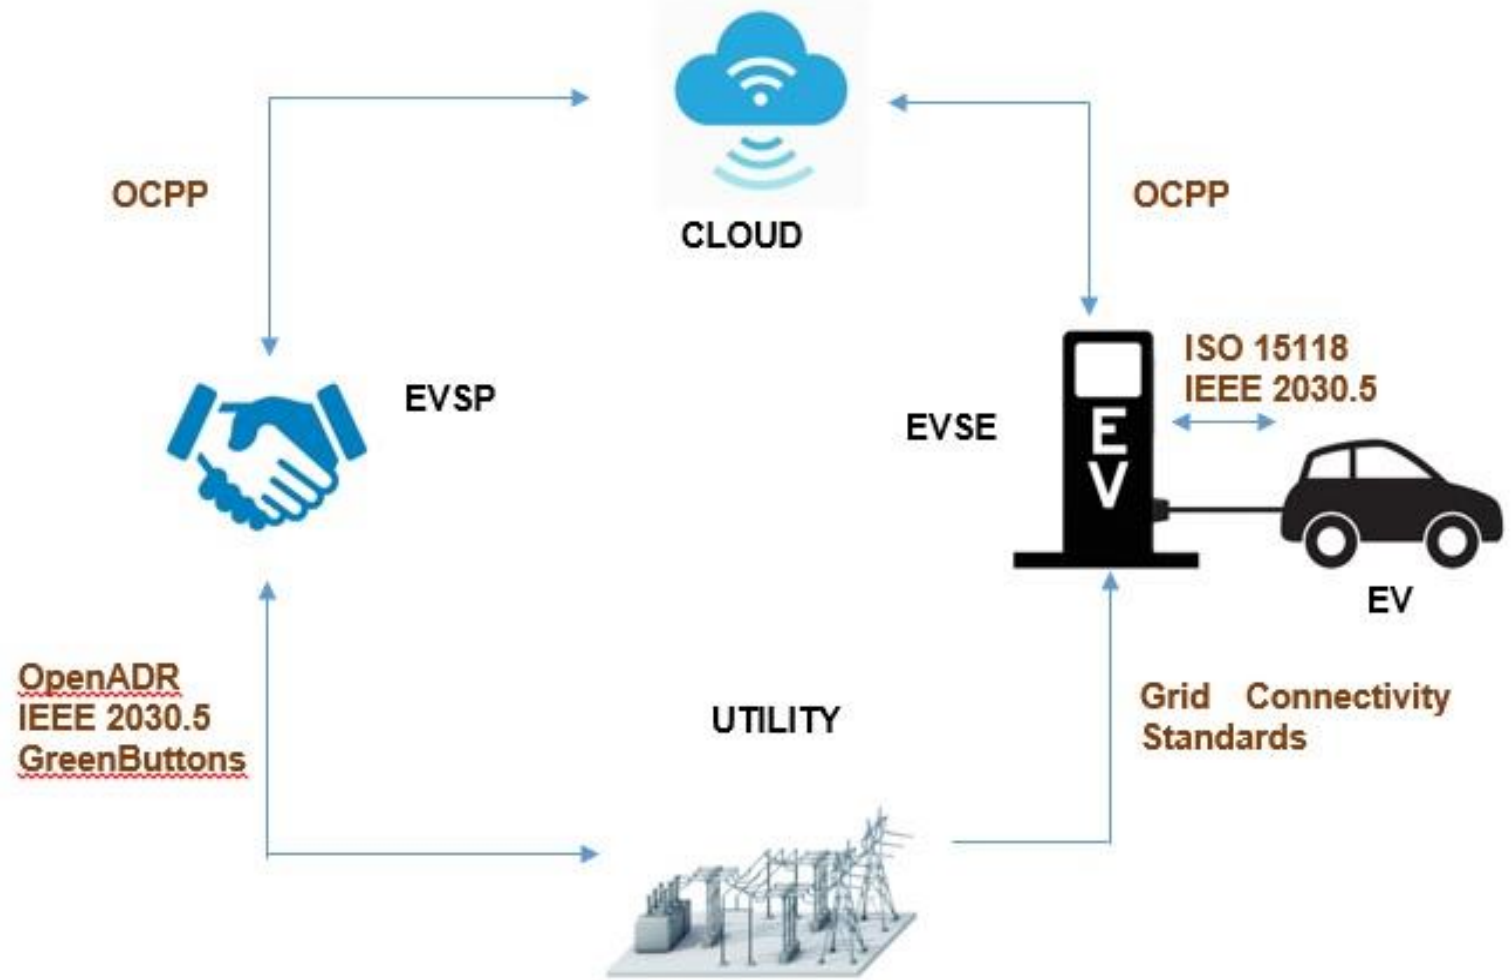 OCPP
CLOUD
OCPP
EVSP
EVSE
E
V
ISO 15118
IEEE 2030.5
EV
OpenADR
IEEE 2030.5
GreenButtons
UTILITY
Grid Connectivity
Standards